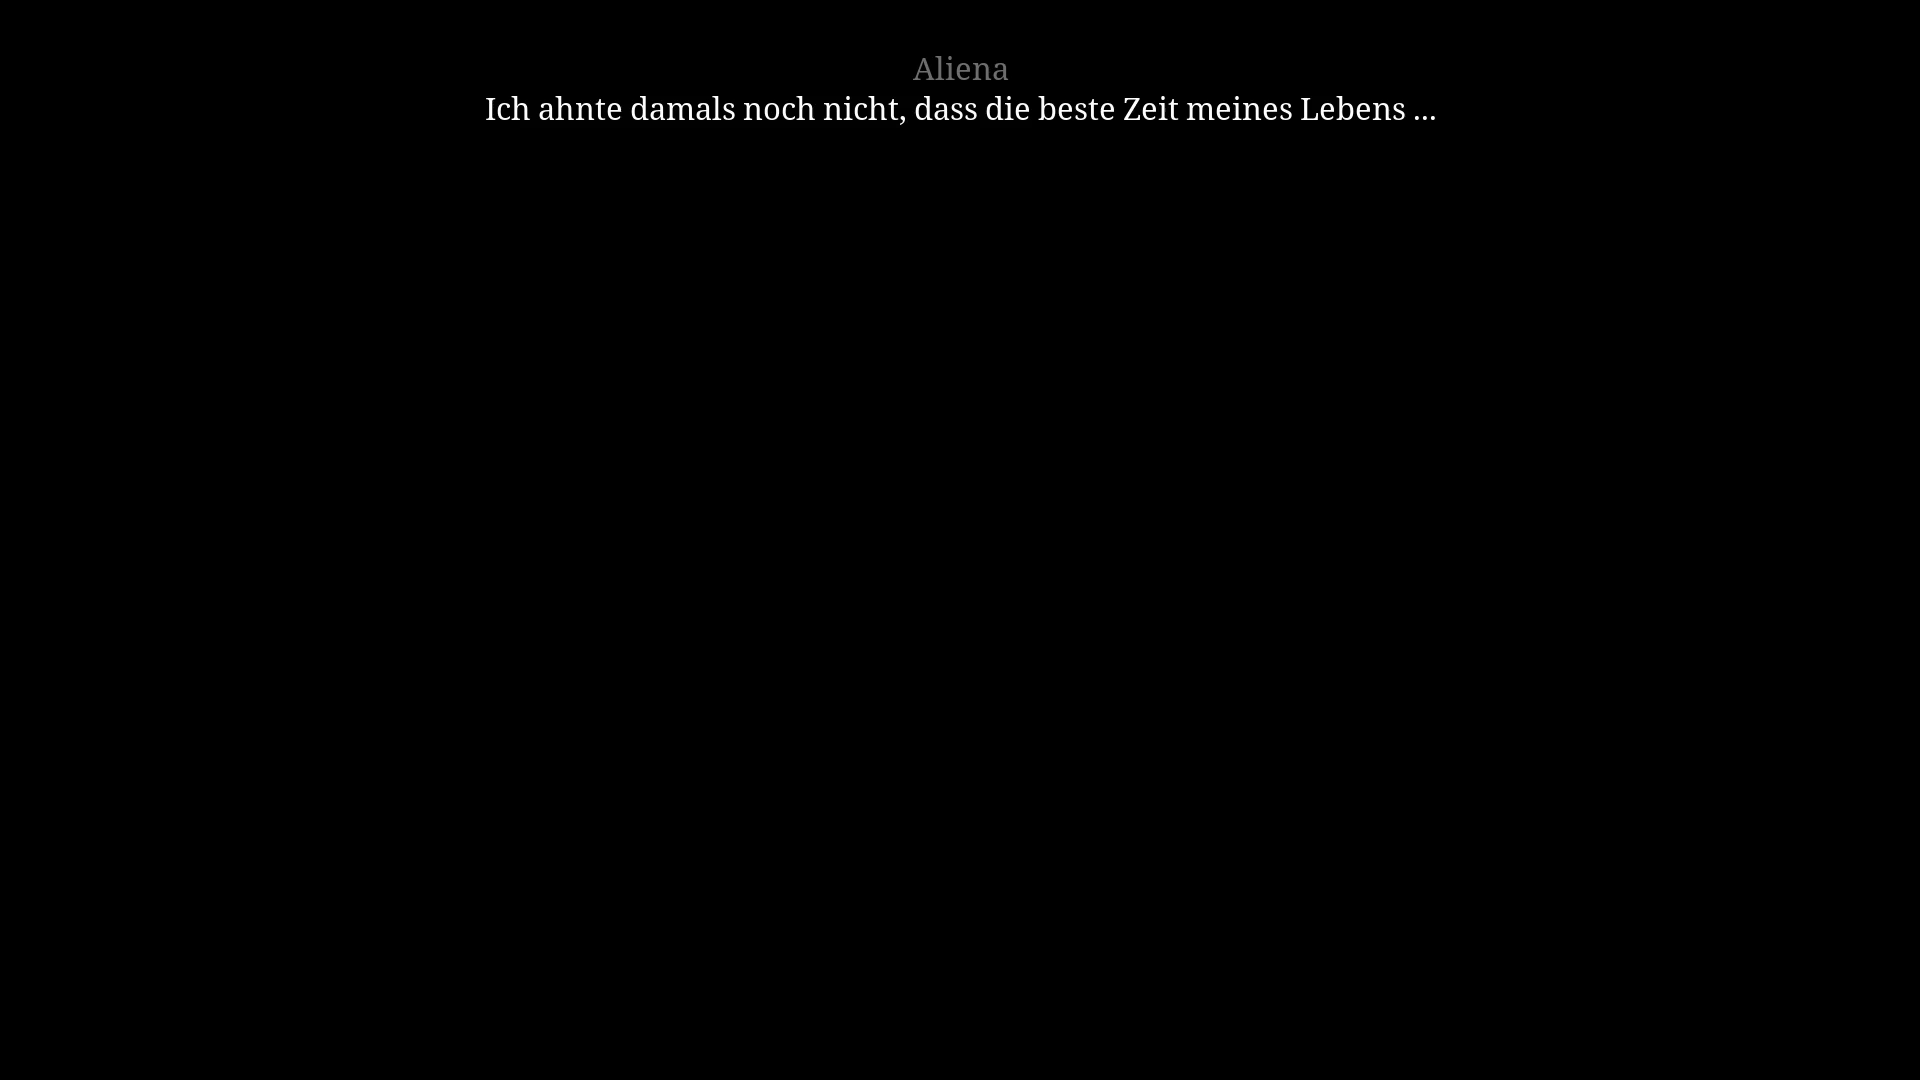 Aliena
Ich ahnte damals noch nicht, dass die beste Zeit meines Lebens ...